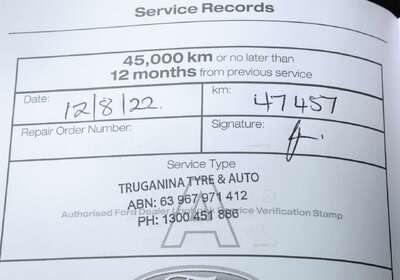 Service Records
45,000 km or no later than
12 months from previous service
Date: 12/8/22.
km: 47457
Repair Order Number:
Signature:
Service Type
A
TRUGANINA TYRE & AUTO
ABN: 63 967 971 412
Authorised Ford Dealer Logbook Service Verification Stamp
PH: 1300 451 886